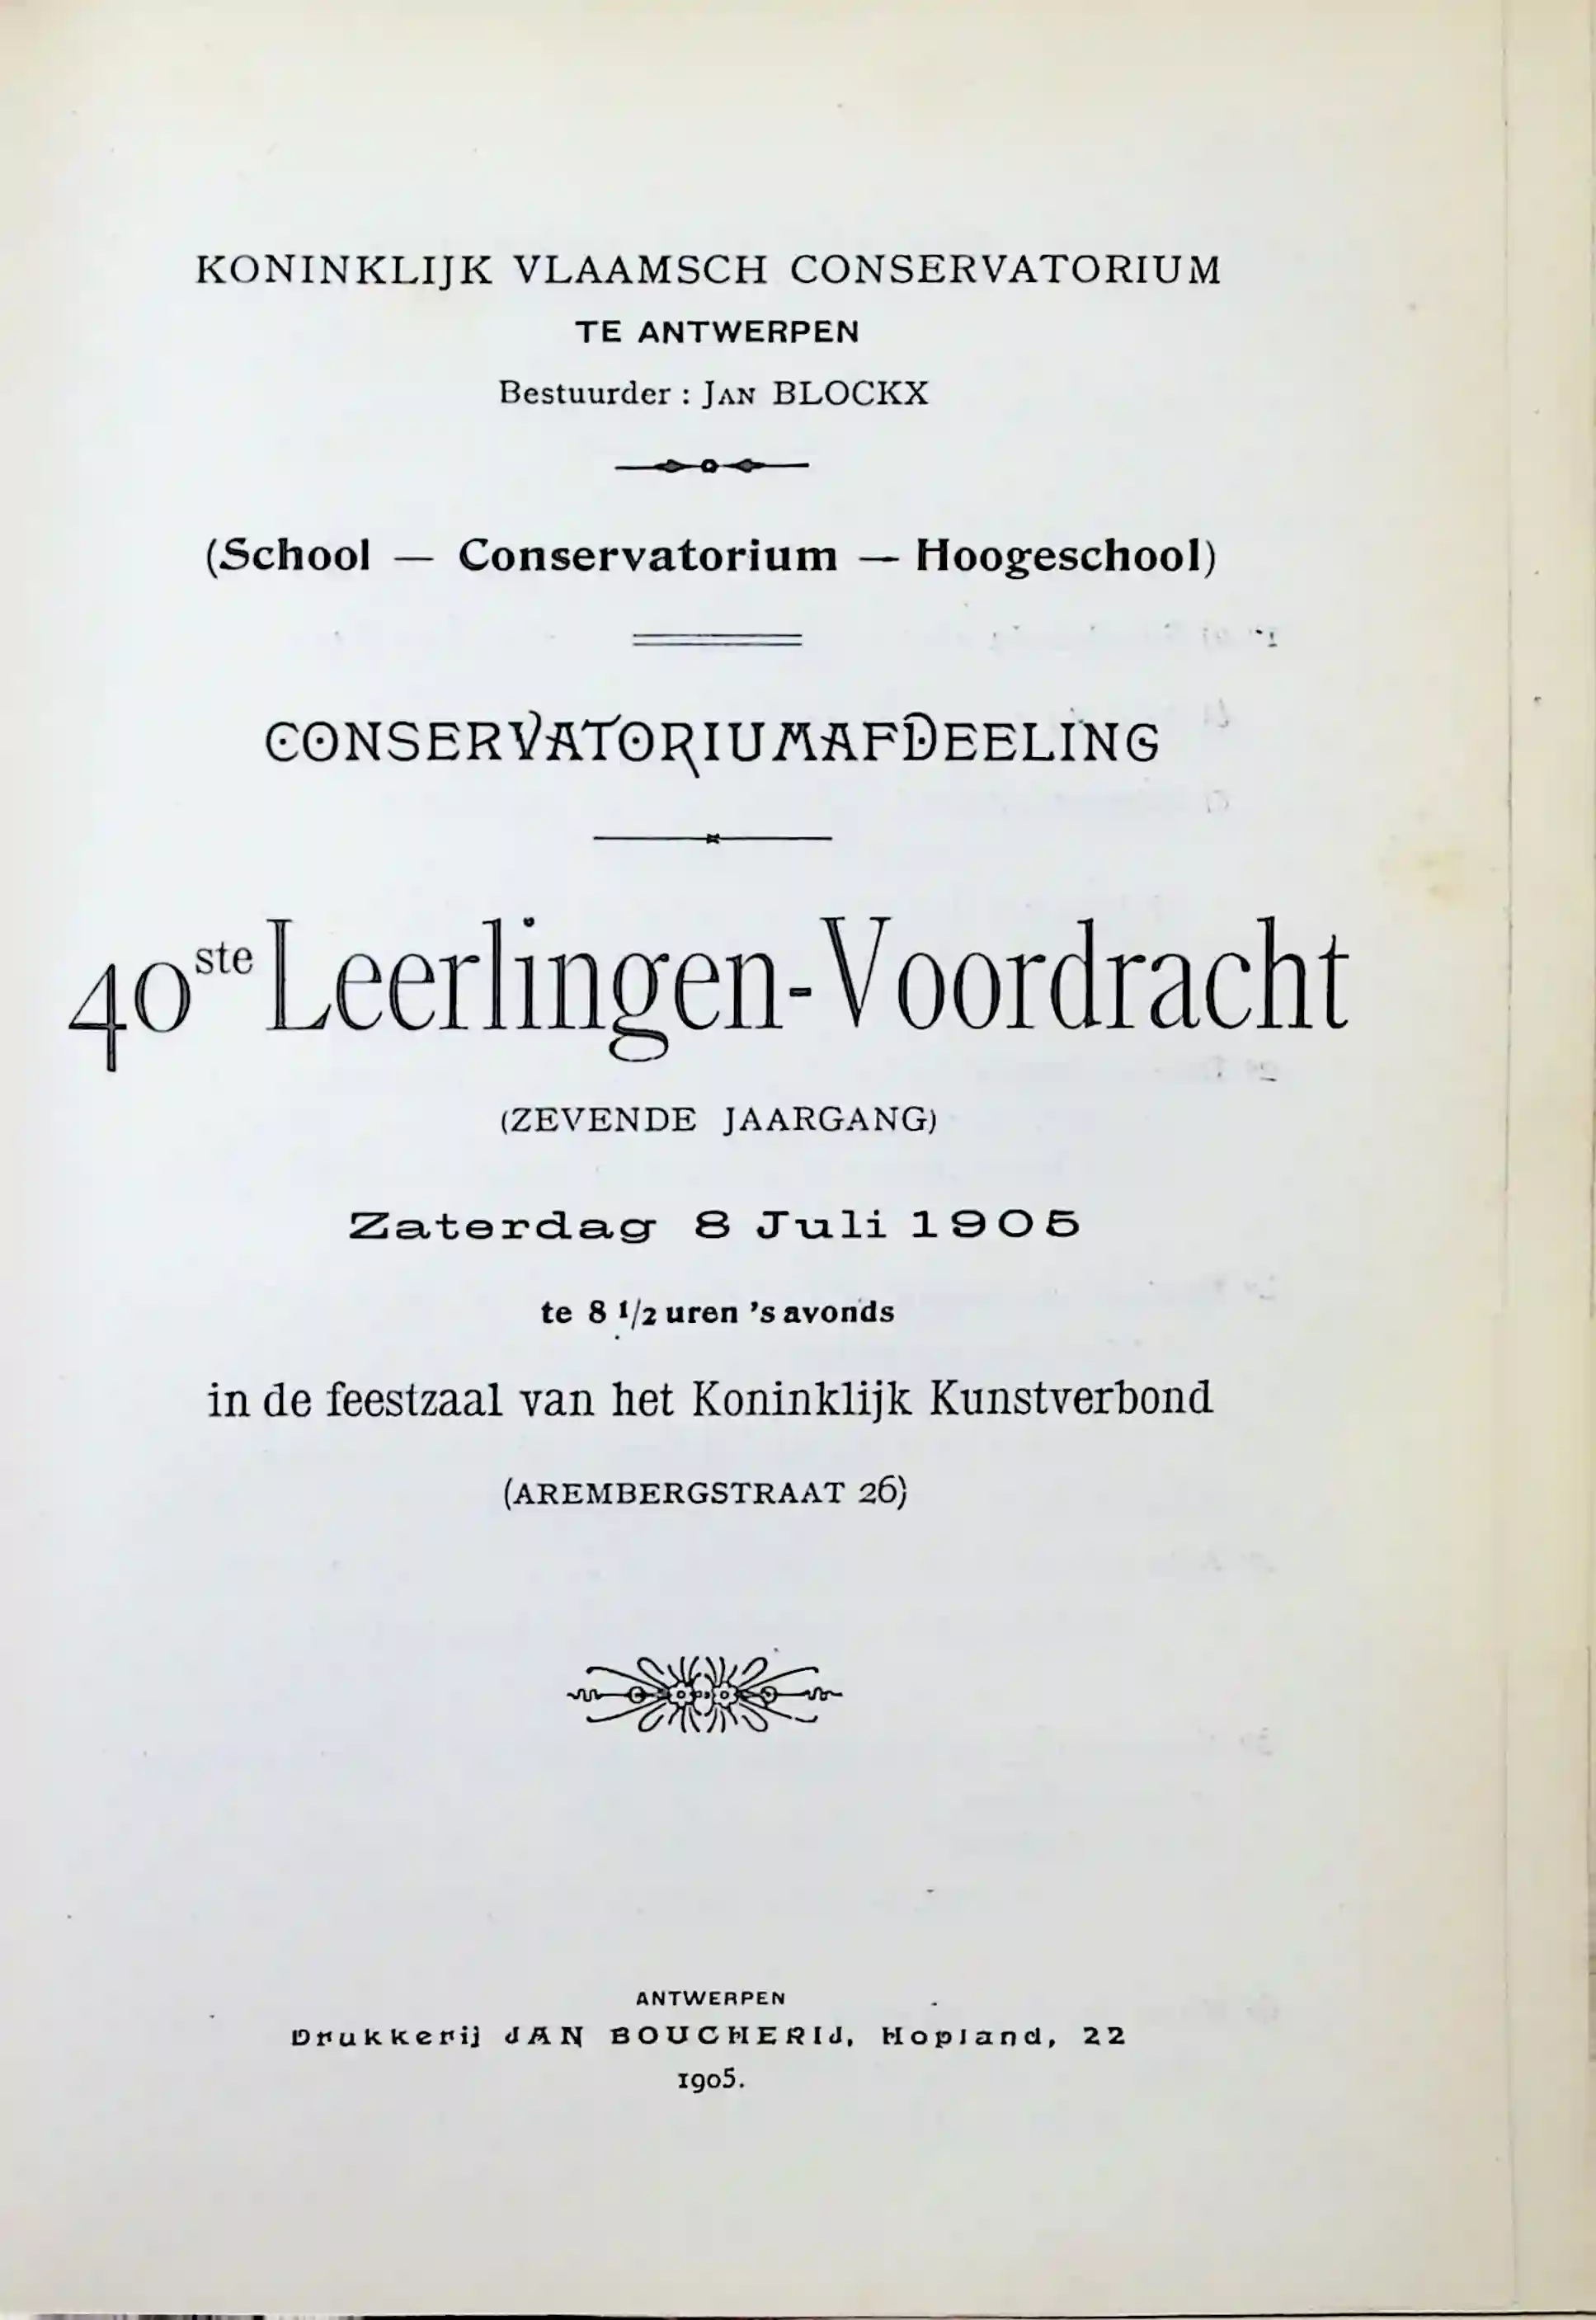 KONINKLIJK VLAAMSCH CONSERVATORIUM
TE ANTWERPEN
Bestuurder : JAN BLOCKX
(School — Conservatorium — Hoogeschool)
CONSERVATORIUMAFDEELING
40ste Leerlingen-Voordracht
(ZEVENDE JAARGANG)
Zaterdag 8 Juli 1905
te 8 1/2 uren 's avonds
in de feestzaal van het Koninklijk Kunstverbond
(AREMBERGSTRAAT 26)
ANTWERPEN
Drukkerij JAN BOUCHERIJ, Hopland, 22
1905.